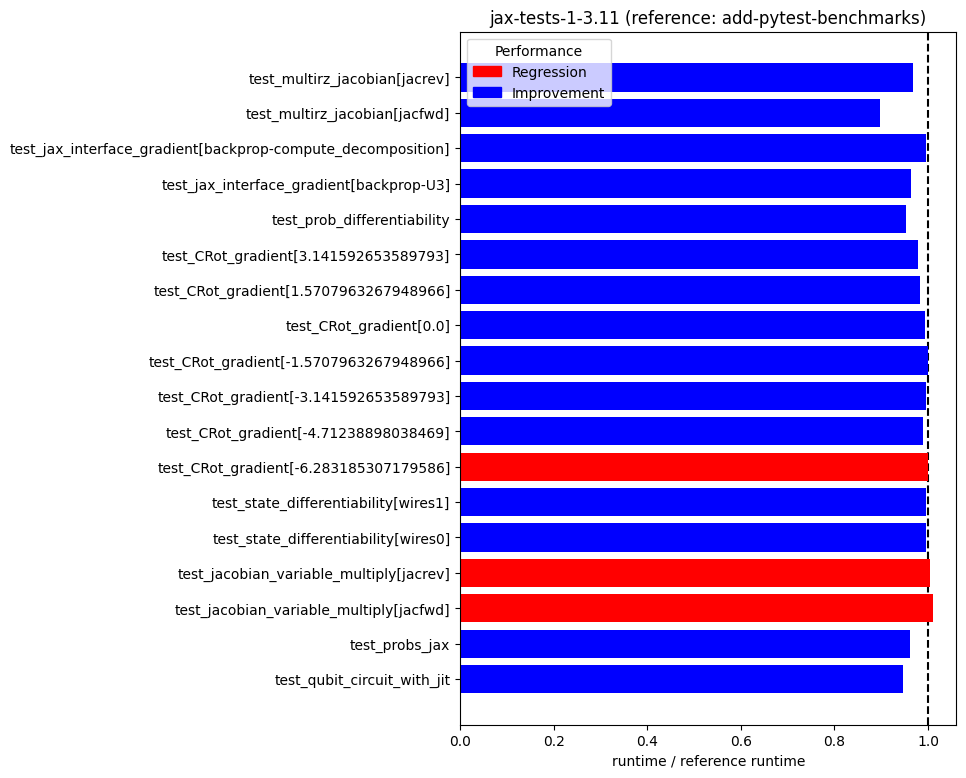 jax-tests-1-3.11 (reference: add-pytest-benchmarks)
Performance
Regression
Improvement
test_multirz_jacobian[jacrev]
test_multirz_jacobian[jacfwd]
test_jax_interface_gradient[backprop-compute_decomposition]
test_jax_interface_gradient[backprop-U3]
test_prob_differentiability
test_CRot_gradient[3.141592653589793]
test_CRot_gradient[1.5707963267948966]
test_CRot_gradient[0.0]
test_CRot_gradient[-1.5707963267948966]
test_CRot_gradient[-3.141592653589793]
test_CRot_gradient[-4.71238898038469]
test_CRot_gradient[-6.283185307179586]
test_state_differentiability[wires1]
test_state_differentiability[wires0]
test_jacobian_variable_multiply[jacrev]
test_jacobian_variable_multiply[jacfwd]
test_probs_jax
test_qubit_circuit_with_jit
0.0 0.2 0.4 0.6 0.8 1.0
runtime / reference runtime